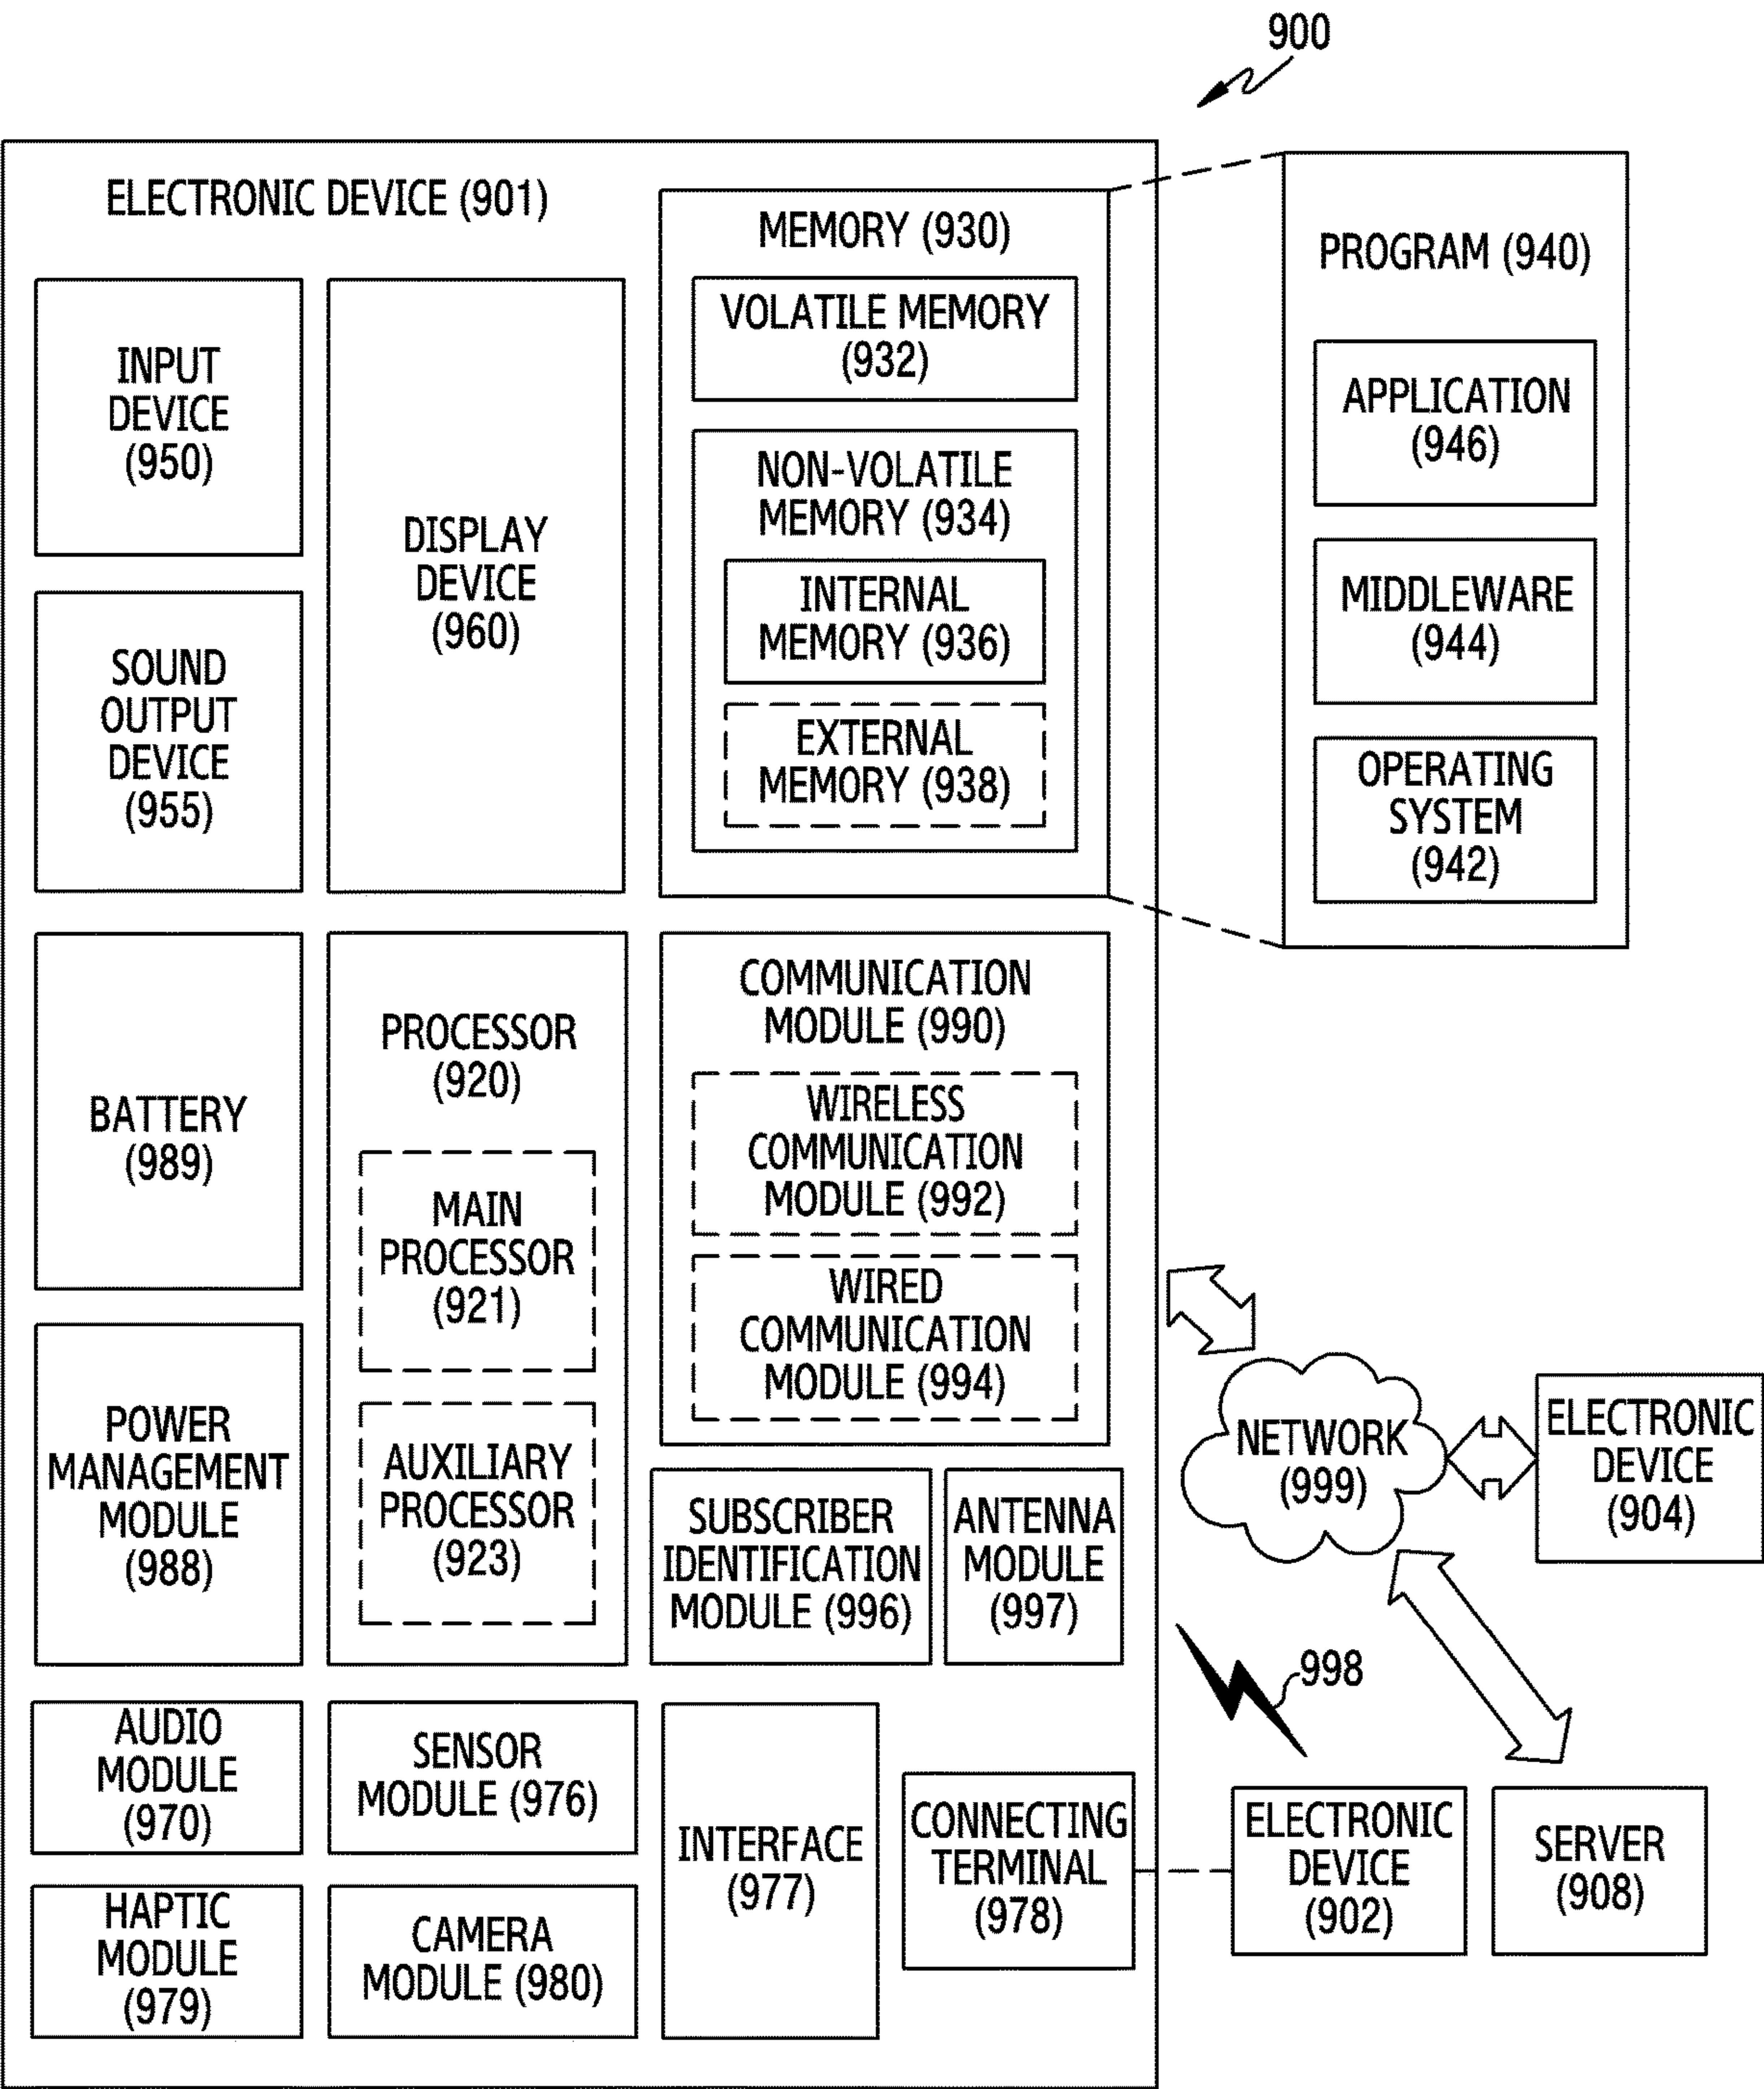 900
ELECTRONIC DEVICE (901)
INPUT
DEVICE
(950)
SOUND
OUTPUT
DEVICE
(955)
DISPLAY
DEVICE
(960)
MEMORY (930)
VOLATILE MEMORY
(932)
NON-VOLATILE
MEMORY (934)
INTERNAL
MEMORY (936)
EXTERNAL
MEMORY (938)
PROGRAM (940)
APPLICATION
(946)
MIDDLEWARE
(944)
OPERATING
SYSTEM
(942)
BATTERY
(989)
POWER
MANAGEMENT
MODULE
(988)
PROCESSOR
(920)
MAIN
PROCESSOR
(921)
AUXILIARY
PROCESSOR
(923)
COMMUNICATION
MODULE (990)
WIRELESS
COMMUNICATION
MODULE (992)
WIRED
COMMUNICATION
MODULE (994)
SUBSCRIBER
IDENTIFICATION
MODULE (996)
ANTENNA
MODULE
(997)
NETWORK
(999)
ELECTRONIC
DEVICE
(904)
998
AUDIO
MODULE
(970)
SENSOR
MODULE (976)
HAPTIC
MODULE
(979)
CAMERA
MODULE (980)
INTERFACE
(977)
CONNECTING
TERMINAL
(978)
ELECTRONIC
DEVICE
(902)
SERVER
(908)